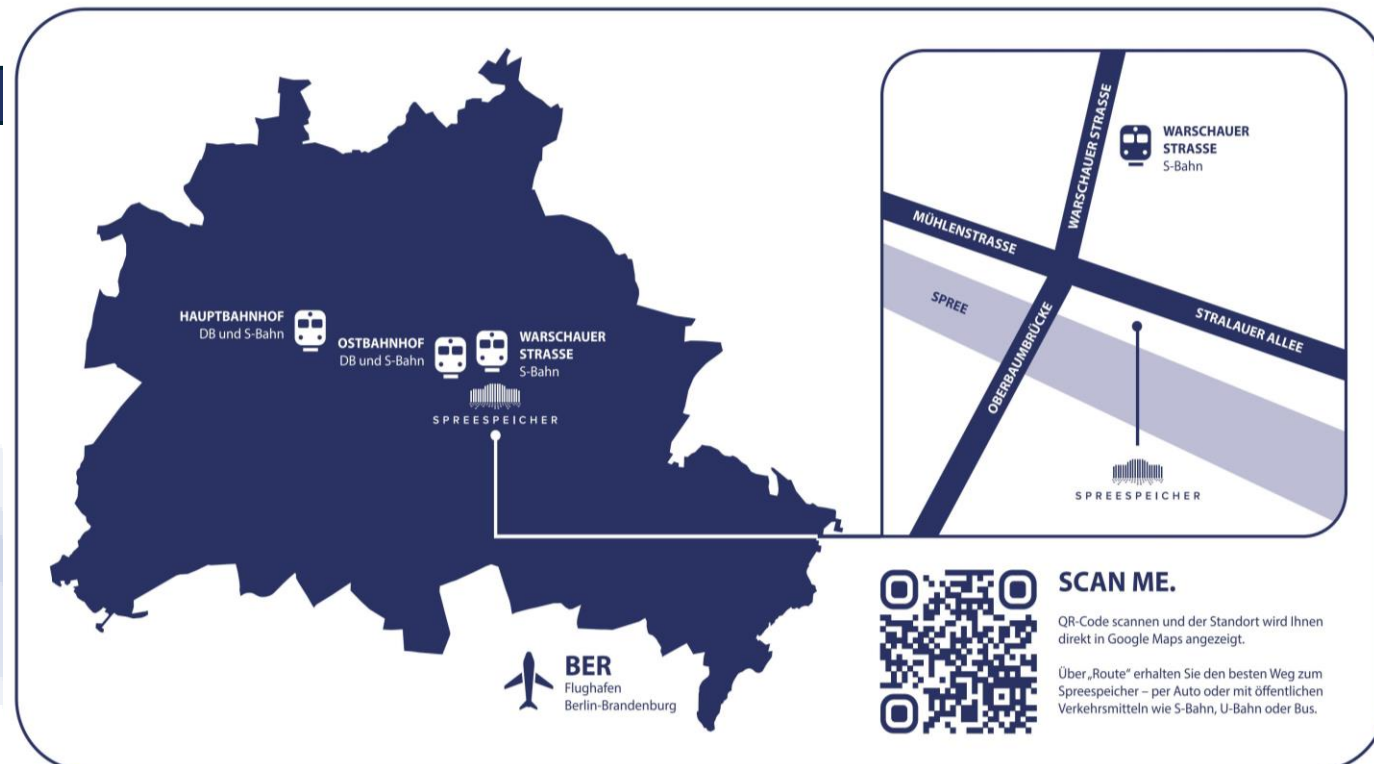 HAUPTBAHNHOF
DB und S-Bahn
OSTBAHNHOF
DB und S-Bahn
WARSCHAUER
STRASSE
S-Bahn
SPREESPEICHER
BER
Flughafen
Berlin-Brandenburg
WARSCHAUER STRASSE
WARSCHAUER
STRASSE
S-Bahn
MÜHLENSTRASSE
SPREE
OBERBAUMBRÜCKE
STRALAUER ALLEE
SPREESPEICHER
SCAN ME.
QR-Code scannen und der Standort wird Ihnen
direkt in Google Maps angezeigt.
Über „Route“ erhalten Sie den besten Weg zum
Spreespeicher – per Auto oder mit öffentlichen
Verkehrsmitteln wie S-Bahn, U-Bahn oder Bus.